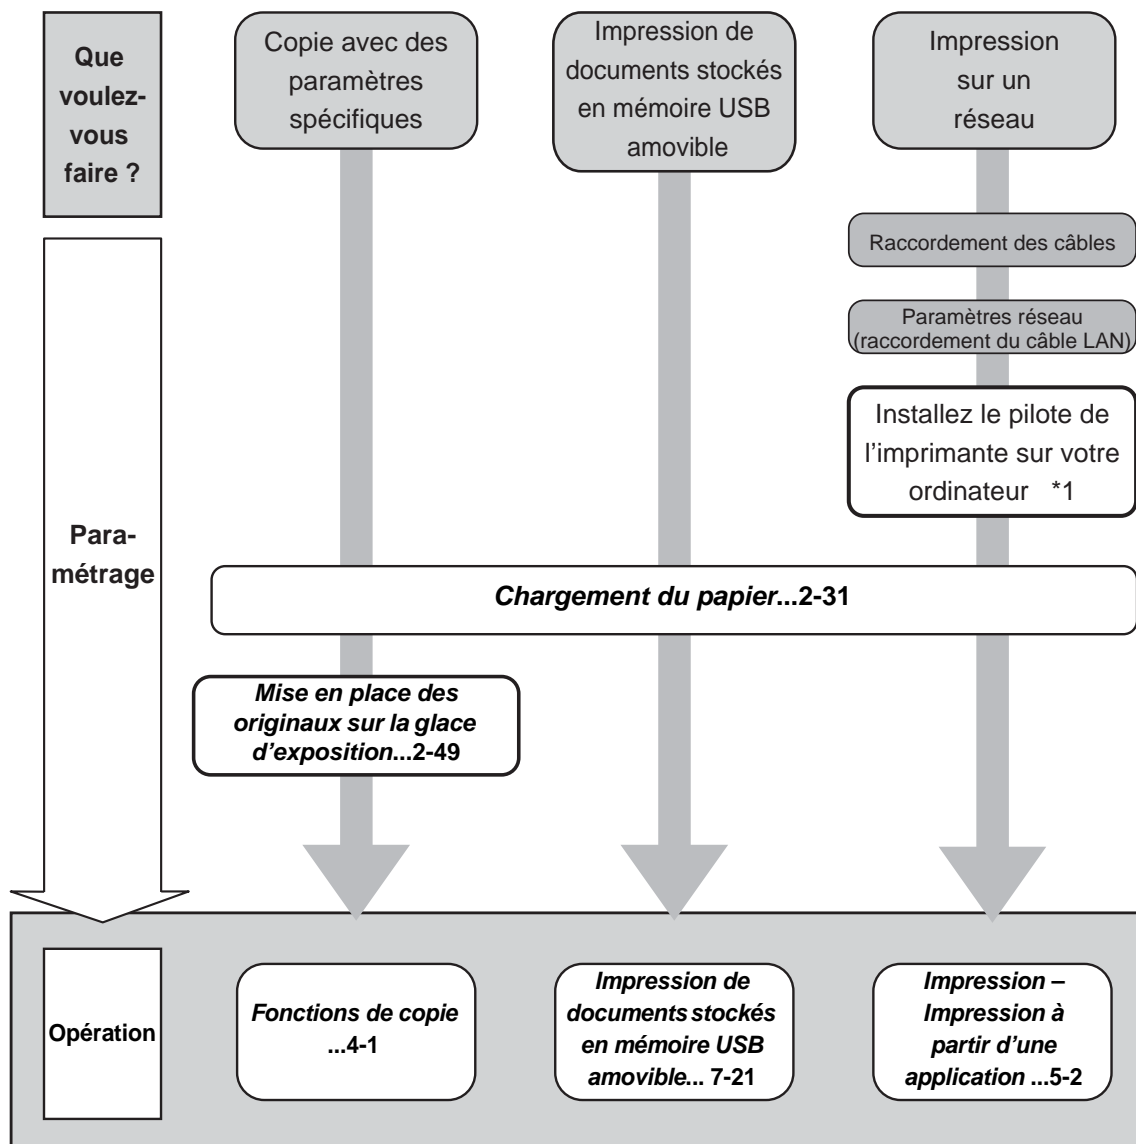 Que
voulez-
vous
faire ?
Copie avec des
paramètres
spécifiques
Impression de
documents stockés
en mémoire USB
amovible
Impression
sur un
réseau
Raccordement des câbles
Paramètres réseau
(raccordement du câble LAN)
Installez le pilote de
l’imprimante sur votre
ordinateur *1
Para-
métrage
Chargement du papier...2-31
Mise en place des
originaux sur la glace
d’exposition...2-49
Opération
Fonctions de copie
...4-1
Impression de
documents stockés
en mémoire USB
amovible... 7-21
Impression –
Impression à
partir d’une
application ...5-2